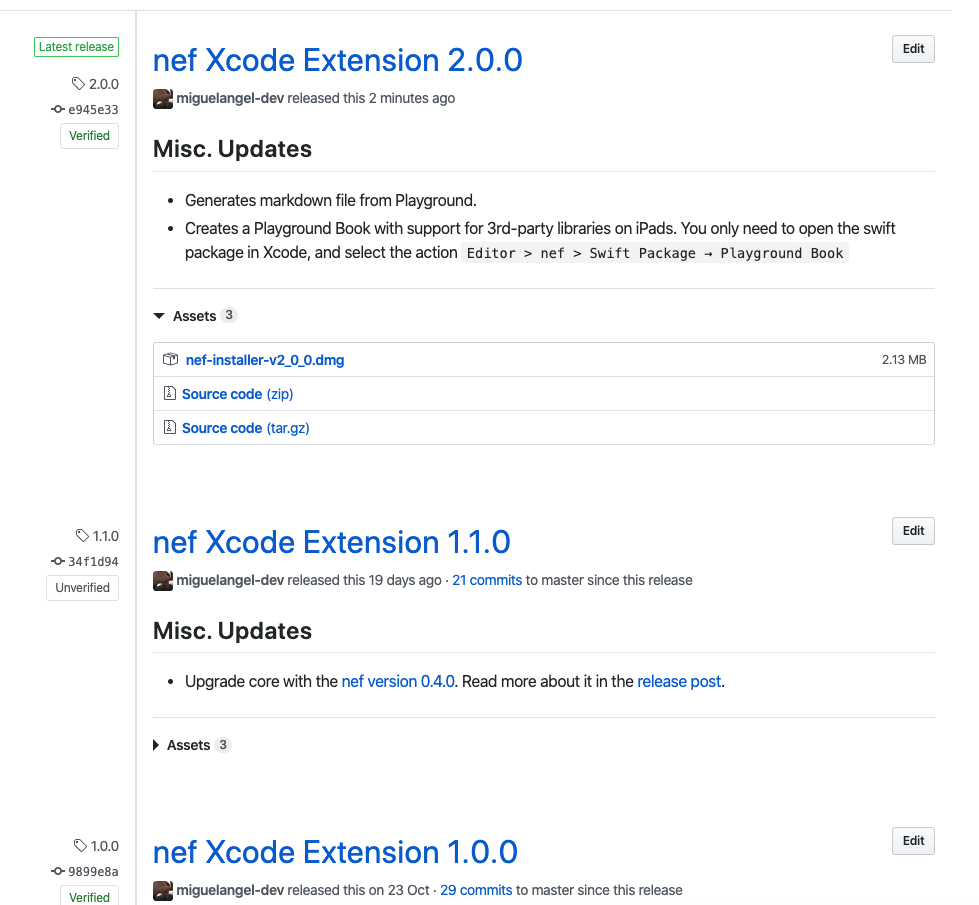 Latest release
2.0.0
e945e33
Verified
nef Xcode Extension 2.0.0
Edit
miguelangel-dev released this 2 minutes ago
Misc. Updates
• Generates markdown file from Playground.
• Creates a Playground Book with support for 3rd-party libraries on iPads. You only need to open the swift
package in Xcode, and select the action Editor > nef > Swift Package → Playground Book
Assets 3
nef-installer-v2_0_0.dmg 2.13 MB
Source code (zip)
Source code (tar.gz)
1.1.0
34f1d94
Unverified
nef Xcode Extension 1.1.0
Edit
miguelangel-dev released this 19 days ago · 21 commits to master since this release
Misc. Updates
• Upgrade core with the nef version 0.4.0. Read more about it in the release post.
Assets 3
1.0.0
9899e8a
Verified
nef Xcode Extension 1.0.0
Edit
miguelangel-dev released this on 23 Oct · 29 commits to master since this release